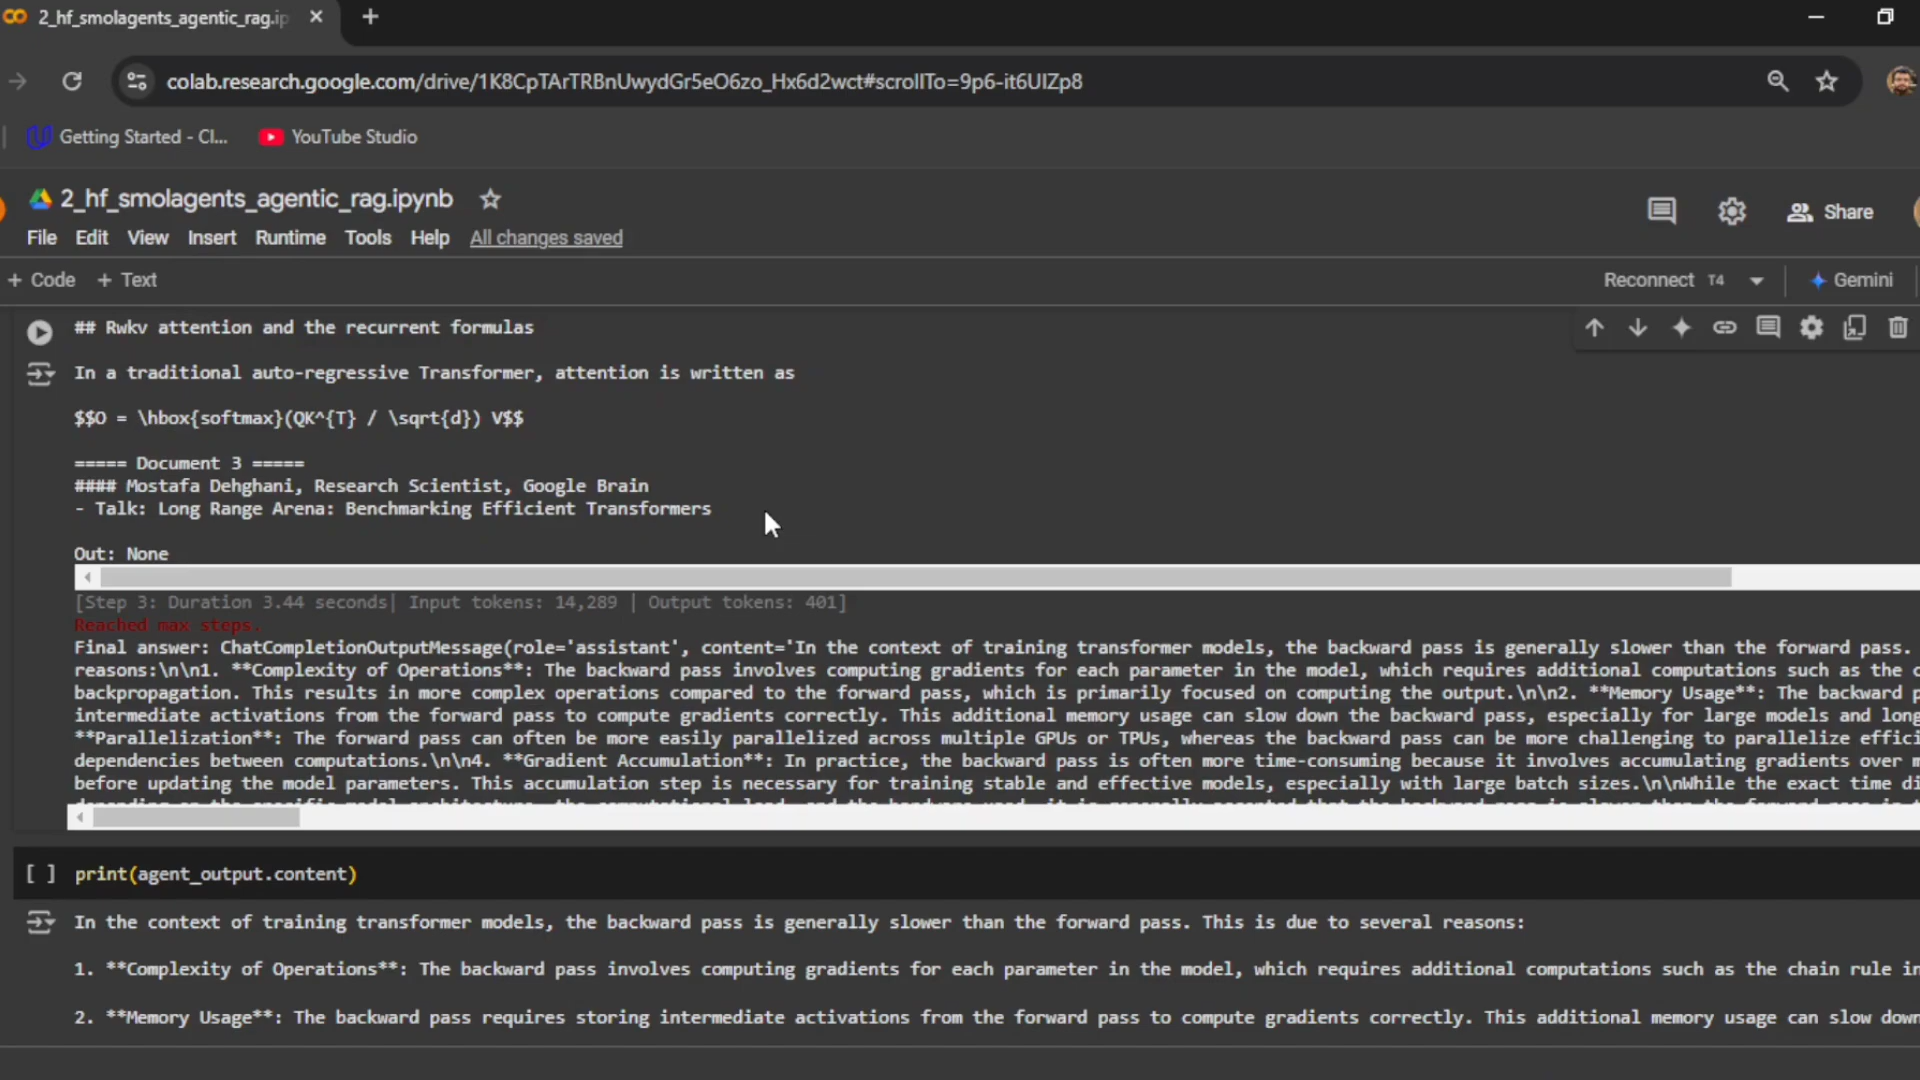 2_hf_smolagents_agentic_rag.ip
colab.research.google.com/drive/1K8CpTArTRBnUwydGr5eO6zo_Hx6d2wct#scrollTo=9p6-it6UIZp8
Getting Started - Cl... YouTube Studio
2_hf_smolagents_agentic_rag.ipynb
Share
File Edit View Insert Runtime Tools Help All changes saved
+ Code + Text Reconnect T4 Gemini
## Rwkv attention and the recurrent formulas
In a traditional auto-regressive Transformer, attention is written as
$$O = \hbox{softmax}(QK^{T} / \sqrt{d}) V$$
===== Document 3 =====
#### Mostafa Dehghani, Research Scientist, Google Brain
- Talk: Long Range Arena: Benchmarking Efficient Transformers
Out: None
[Step 3: Duration 3.44 seconds| Input tokens: 14,289 | Output tokens: 401]
Reached max steps.
Final answer: ChatCompletionOutputMessage(role='assistant', content='In the context of training transformer models, the backward pass is generally slower than the forward pass.
reasons:\n\n1. **Complexity of Operations**: The backward pass involves computing gradients for each parameter in the model, which requires additional computations such as the
backpropagation. This results in more complex operations compared to the forward pass, which is primarily focused on computing the output.\n\n2. **Memory Usage**: The backward
intermediate activations from the forward pass to compute gradients correctly. This additional memory usage can slow down the backward pass, especially for large models and long
**Parallelization**: The forward pass can often be more easily parallelized across multiple GPUs or TPUs, whereas the backward pass can be more challenging to parallelize
dependencies between computations.\n\n4. **Gradient Accumulation**: In practice, the backward pass is often more time-consuming because it involves accumulating gradients over
before updating the model parameters. This accumulation step is necessary for training stable and effective models, especially with large batch sizes.\n\nWhile the exact time
[ ] print(agent_output.content)
In the context of training transformer models, the backward pass is generally slower than the forward pass. This is due to several reasons:
1. **Complexity of Operations**: The backward pass involves computing gradients for each parameter in the model, which requires additional computations such as the chain rule
2. **Memory Usage**: The backward pass requires storing intermediate activations from the forward pass to compute gradients correctly. This additional memory usage can slow down